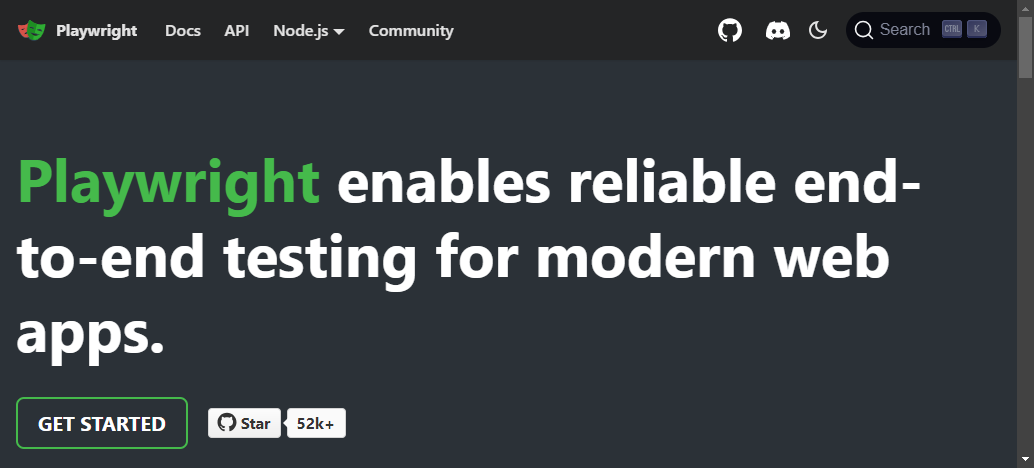 Playwright Docs API Node.js Community Search CTRL K
Playwright enables reliable end-
to-end testing for modern web
apps.
GET STARTED Star 52k+